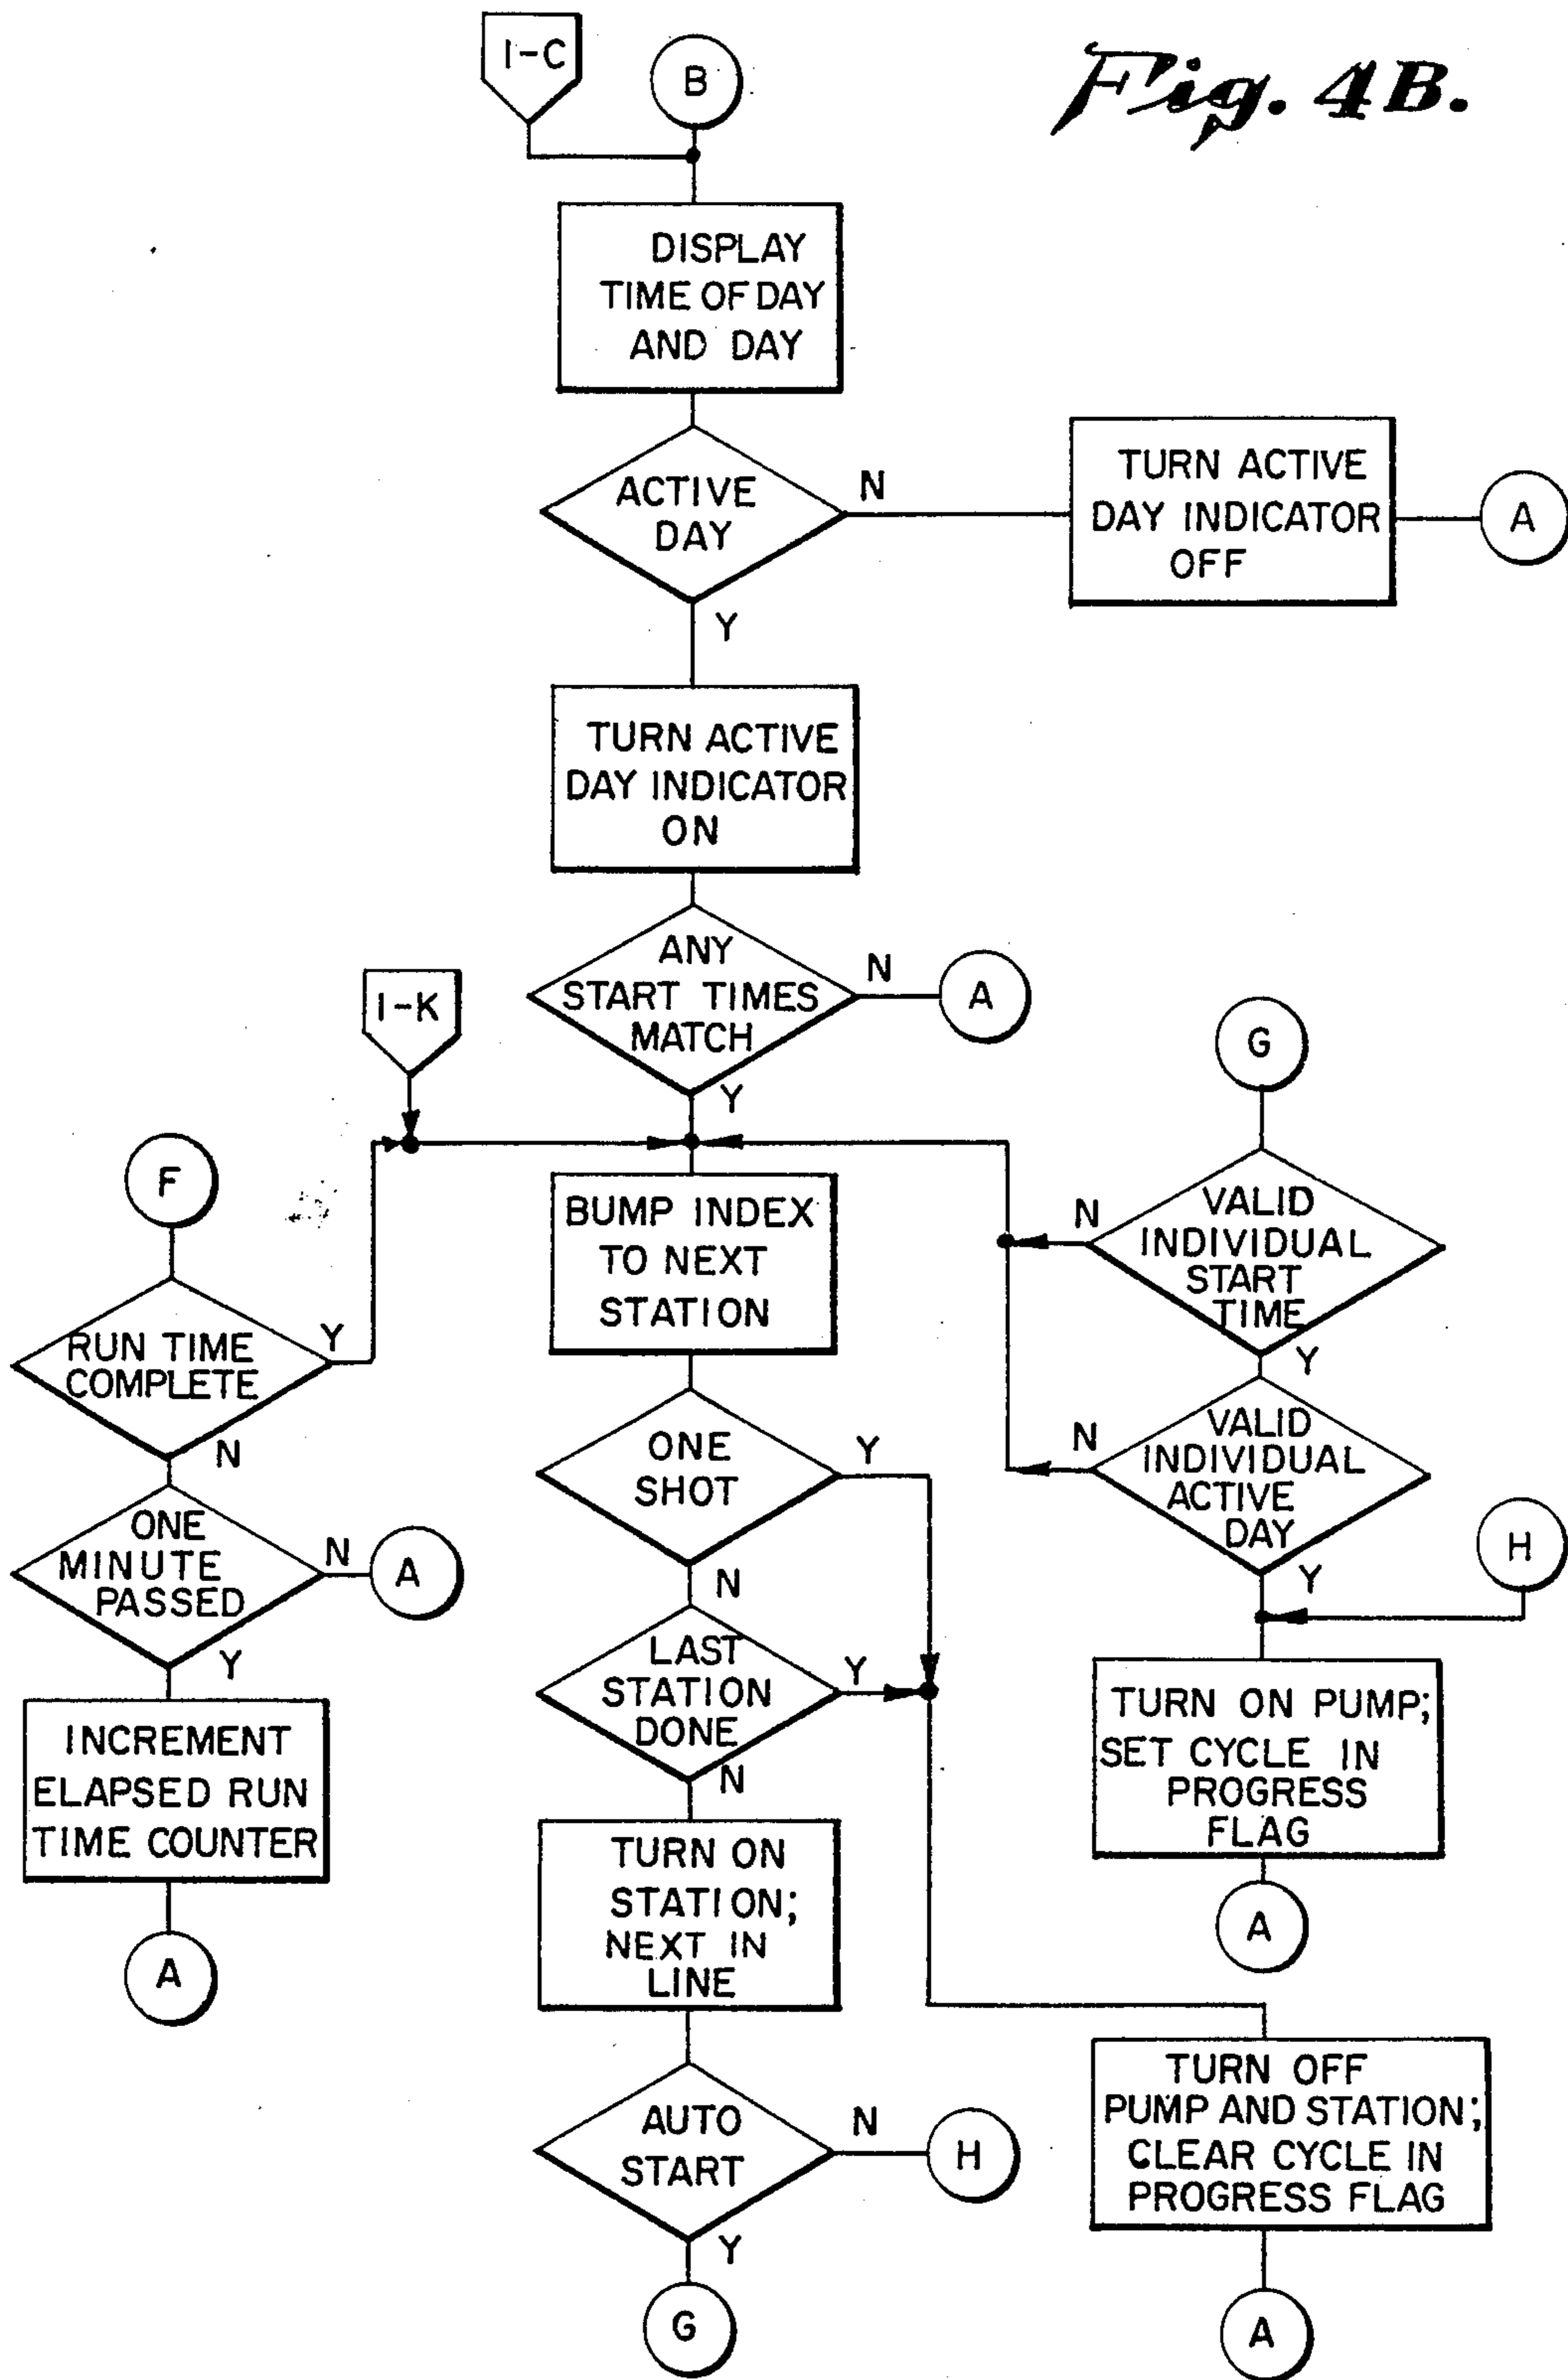 Fig. 4B.
I-C
B
DISPLAY
TIME OF DAY
AND DAY
ACTIVE
DAY
N
TURN ACTIVE
DAY INDICATOR
OFF
A
Y
TURN ACTIVE
DAY INDICATOR
ON
ANY
START TIMES
MATCH
N
A
Y
I-K
F
RUN TIME
COMPLETE
Y
N
ONE
MINUTE
PASSED
N
A
Y
INCREMENT
ELAPSED RUN
TIME COUNTER
A
BUMP INDEX
TO NEXT
STATION
ONE
SHOT
Y
N
LAST
STATION
DONE
Y
N
TURN ON
STATION;
NEXT IN
LINE
AUTO
START
N
H
Y
G
G
VALID
INDIVIDUAL
START
TIME
N
Y
VALID
INDIVIDUAL
ACTIVE
DAY
N
Y
H
TURN ON PUMP;
SET CYCLE IN
PROGRESS
FLAG
A
TURN OFF
PUMP AND STATION;
CLEAR CYCLE IN
PROGRESS FLAG
A